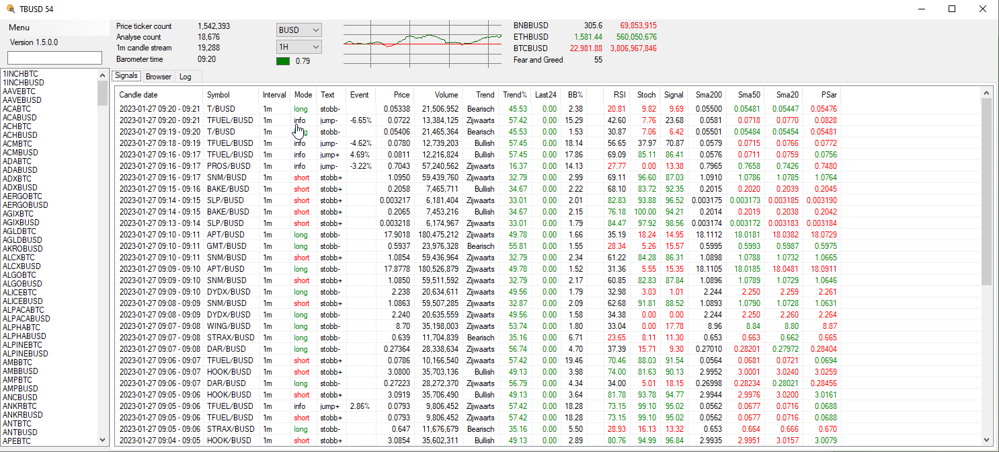 TBUSD 54
Menu
Version 1.5.0.0
Price ticker count 1,542,393
Analyse count 18,676
1m candle stream 19,288
Barometer time 09:20
BUSD
1H
0.79
BNBBUSD 305.6 69,853,915
ETHBUSD 1,581.44 560,050,676
BTCBUSD 22,981.88 3,806,967,846
Fear and Greed 55
1INCHBTC
1INCHBUSD
AAVEBTC
AAVEBUSD
ACABTC
ACABUSD
ACHBTC
ACHBUSD
ACMBTC
ACMBUSD
ADABTC
ADABUSD
ADXBTC
ADXBUSD
AERGOBTC
AERGOBUSD
AGIXBTC
AGIXBUSD
AGLDBTC
AGLDBUSD
AKROBUSD
ALCXBTC
ALCXBUSD
ALGOBTC
ALGOBUSD
ALICEBTC
ALICEBUSD
ALPACABTC
ALPACABUSD
ALPHABTC
ALPHABUSD
ALPINEBTC
ALPINEBUSD
AMBBTC
AMBBUSD
AMPBTC
AMPBUSD
ANCBUSD
ANKRBTC
ANKRBUSD
ANTBTC
ANTBUSD
APEBTC
Signals Browser Log
Candle date Symbol Interval Mode Text Event Price Volume Trend Trend% Last24 BB% RSI Stoch Signal Sma200 Sma50 Sma20 PSar
2023-01-27 09:20 - 09:21 T/BUSD 1m long stobb- 0.05338 21,506,952 Bearisch 45.53 0.00 2.38 20.81 9.82 9.69 0.05500 0.05481 0.05447 0.05476
2023-01-27 09:20 - 09:21 TFUEL/BUSD 1m info jump- -6.65% 0.0722 13,384,125 Zijwaarts 57.42 0.00 15.29 42.60 7.76 23.68 0.0581 0.0718 0.0770 0.0828
2023-01-27 09:19 - 09:20 T/BUSD 1m stobb- 0.05406 21,465,364 Bearisch 45.53 0.00 1.53 30.87 7.06 6.42 0.05501 0.05484 0.05454 0.05481
2023-01-27 09:18 - 09:19 TFUEL/BUSD 1m info jump- -4.62% 0.0780 12,739,203 Bullish 57.45 0.00 18.14 56.65 37.97 70.87 0.0579 0.0715 0.0766 0.0772
2023-01-27 09:16 - 09:17 TFUEL/BUSD 1m info jump+ 4.69% 0.0811 12,216,824 Bullish 57.45 0.00 17.86 69.09 85.11 86.41 0.0576 0.0711 0.0759 0.0756
2023-01-27 09:16 - 09:17 PROS/BUSD 1m info jump- -3.22% 0.7043 57,240,562 Zijwaarts 16.37 0.00 14.13 27.77 0.00 13.38 0.7965 0.7658 0.7426 0.7480
2023-01-27 09:16 - 09:17 SNM/BUSD 1m short stobb+ 1.0950 59,439,760 Zijwaarts 32.79 0.00 2.99 69.11 96.60 87.03 1.0910 1.0786 1.0785 1.0764
2023-01-27 09:15 - 09:16 BAKE/BUSD 1m short stobb+ 0.2058 7,465,711 Bullish 34.67 0.00 2.22 68.10 83.72 92.35 0.2015 0.2020 0.2039 0.2045
2023-01-27 09:14 - 09:15 SLP/BUSD 1m short stobb+ 0.003217 6,181,404 Zijwaarts 33.01 0.00 2.01 82.83 93.88 96.52 0.003175 0.003173 0.003185 0.003190
2023-01-27 09:14 - 09:15 BAKE/BUSD 1m short stobb+ 0.2065 7,453,216 Bullish 34.67 0.00 2.15 76.18 100.00 94.21 0.2014 0.2019 0.2038 0.2042
2023-01-27 09:13 - 09:14 SLP/BUSD 1m short stobb+ 0.003218 6,174,967 Zijwaarts 33.01 0.00 1.79 84.47 97.92 98.56 0.003174 0.003172 0.003183 0.003184
2023-01-27 09:10 - 09:11 APT/BUSD 1m long stobb- 17.9018 180,475,212 Zijwaarts 49.78 0.00 1.66 35.19 18.24 14.95 18.1112 18.0181 18.0382 18.0729
2023-01-27 09:10 - 09:11 GMT/BUSD 1m long stobb- 0.5937 23,976,328 Bearisch 55.81 0.00 1.55 28.34 5.26 15.57 0.5995 0.5993 0.5987 0.5975
2023-01-27 09:10 - 09:11 SNM/BUSD 1m short stobb+ 1.0854 59,436,964 Zijwaarts 32.79 0.00 2.34 61.22 84.28 86.31 1.0898 1.0788 1.0732 1.0665
2023-01-27 09:09 - 09:10 APT/BUSD 1m long stobb- 17.8778 180,526,879 Zijwaarts 49.78 0.00 1.52 31.36 5.55 15.35 18.1105 18.0185 18.0481 18.0911
2023-01-27 09:09 - 09:10 SNM/BUSD 1m short stobb+ 1.0850 59,511,592 Zijwaarts 32.79 0.00 2.17 60.85 82.83 87.84 1.0896 1.0789 1.0729 1.0646
2023-01-27 09:09 - 09:10 DYDX/BUSD 1m long stobb- 2.238 20,634,611 Zijwaarts 49.56 0.00 1.79 32.98 3.03 1.01 2.244 2.250 2.259 2.261
2023-01-27 09:08 - 09:09 SNM/BUSD 1m short stobb+ 1.0863 59,507,285 Zijwaarts 32.87 0.00 2.09 62.68 91.81 88.52 1.0893 1.0790 1.0728 1.0631
2023-01-27 09:08 - 09:09 DYDX/BUSD 1m long stobb- 2.240 20,635,559 Zijwaarts 49.56 0.00 1.58 34.38 0.00 0.00 2.244 2.250 2.260 2.264
2023-01-27 09:07 - 09:08 WING/BUSD 1m long stobb- 8.70 35,198,003 Zijwaarts 53.74 0.00 1.80 33.04 0.00 17.78 8.96 8.84 8.80 8.87
2023-01-27 09:07 - 09:08 STRAX/BUSD 1m long stobb- 0.639 11,704,839 Bearisch 35.16 0.00 6.71 23.65 8.11 11.30 0.653 0.663 0.662 0.665
2023-01-27 09:07 - 09:08 DAR/BUSD 1m long stobb- 0.27364 28,338,634 Zijwaarts 56.74 0.00 4.70 37.39 15.71 9.30 0.27010 0.28201 0.27972 0.28404
2023-01-27 09:06 - 09:07 TFUEL/BUSD 1m short stobb+ 0.0786 10,166,540 Zijwaarts 57.42 0.00 19.46 70.46 88.03 91.54 0.0564 0.0681 0.0721 0.0694
2023-01-27 09:06 - 09:07 HOOK/BUSD 1m short stobb+ 3.0800 35,703,136 Bullish 49.13 0.00 3.98 74.00 81.63 90.13 2.9952 3.0001 3.0240 3.0259
2023-01-27 09:06 - 09:07 DAR/BUSD 1m long stobb- 0.27223 28,272,370 Zijwaarts 56.79 0.00 4.34 34.00 5.01 18.15 0.26998 0.28234 0.28021 0.28456
2023-01-27 09:05 - 09:06 HOOK/BUSD 1m short stobb+ 3.0919 35,706,490 Bullish 49.13 0.00 3.64 81.78 93.78 94.77 2.9944 2.9976 3.0200 3.0161
2023-01-27 09:05 - 09:06 TFUEL/BUSD 1m info jump+ 2.86% 0.0793 9,806,452 Zijwaarts 57.42 0.00 18.28 73.15 99.10 95.02 0.0562 0.0677 0.0716 0.0688
2023-01-27 09:05 - 09:06 TFUEL/BUSD 1m short stobb+ 0.0793 9,806,452 Zijwaarts 57.42 0.00 18.28 73.15 99.10 95.02 0.0562 0.0677 0.0716 0.0688
2023-01-27 09:05 - 09:06 STRAX/BUSD 1m long stobb- 0.647 11,676,679 Bearisch 35.16 0.00 5.50 28.93 16.13 13.32 0.653 0.664 0.666 0.670
2023-01-27 09:04 - 09:05 HOOK/BUSD 1m short stobb+ 3.0854 35,602,311 Bullish 49.13 0.00 2.89 80.76 94.99 96.84 2.9935 2.9951 3.0157 3.0079